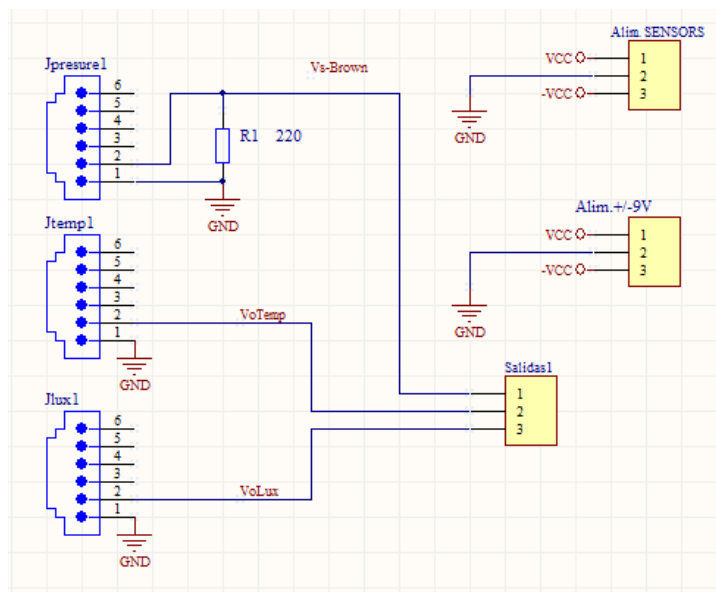 Jpresure1
6
5
4
3
2
1
Vs-Brown
R1 220
GND
Alim. SENSORS
VCC 1
2
-VCC 3
GND
Jtemp1
6
5
4
3
2
1
VoTemp
GND
Alim.+/-9V
VCC 1
2
-VCC 3
GND
Salidas1
1
2
3
Jlux1
6
5
4
3
2
1
VoLux
GND